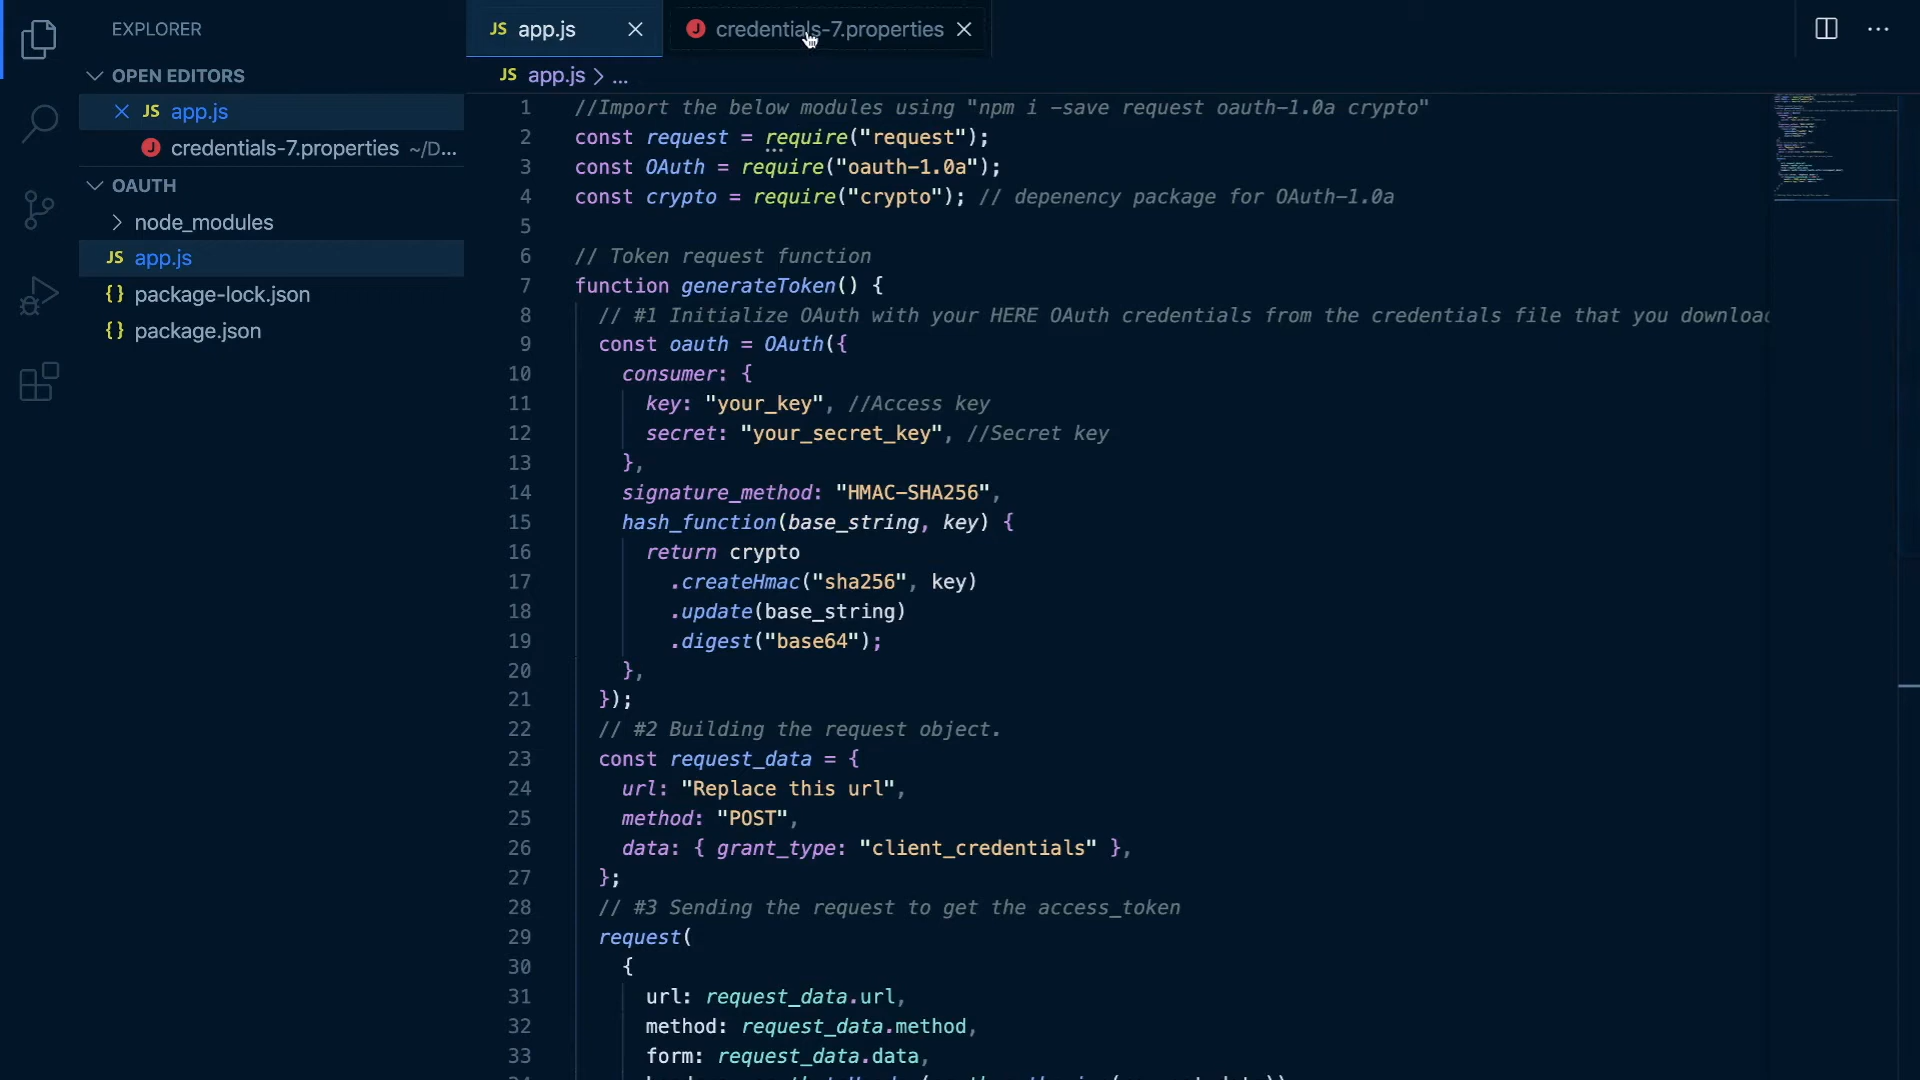 EXPLORER
OPEN EDITORS
JS app.js
J credentials-7.properties ~/D...
OAUTH
node_modules
JS app.js
{} package-lock.json
{} package.json
JS app.js
J credentials-7.properties
JS app.js > ...
1 //Import the below modules using "npm i -save request oauth-1.0a crypto"
2 const request = require("request");
3 const OAuth = require("oauth-1.0a");
4 const crypto = require("crypto"); // depenency package for OAuth-1.0a
5
6 // Token request function
7 function generateToken() {
8 // #1 Initialize OAuth with your HERE OAuth credentials from the credentials file that you downloa
9 const oauth = OAuth({
10 consumer: {
11 key: "your_key", //Access key
12 secret: "your_secret_key", //Secret key
13 },
14 signature_method: "HMAC-SHA256",
15 hash_function(base_string, key) {
16 return crypto
17 .createHmac("sha256", key)
18 .update(base_string)
19 .digest("base64");
20 },
21 });
22 // #2 Building the request object.
23 const request_data = {
24 url: "Replace this url",
25 method: "POST",
26 data: { grant_type: "client_credentials" },
27 };
28 // #3 Sending the request to get the access_token
29 request(
30 {
31 url: request_data.url,
32 method: request_data.method,
33 form: request_data.data,